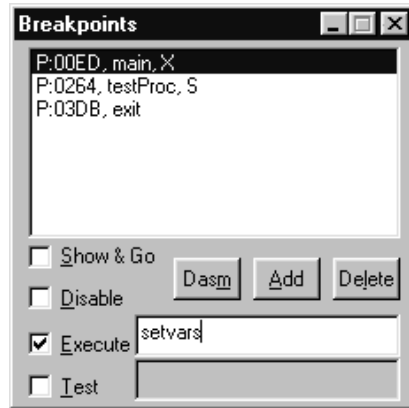 Breakpoints
P:00ED, main, X
P:0264, testProc, S
P:03DB, exit
Show & Go
Dasm Add Delete
Disable
Execute setvars
Test